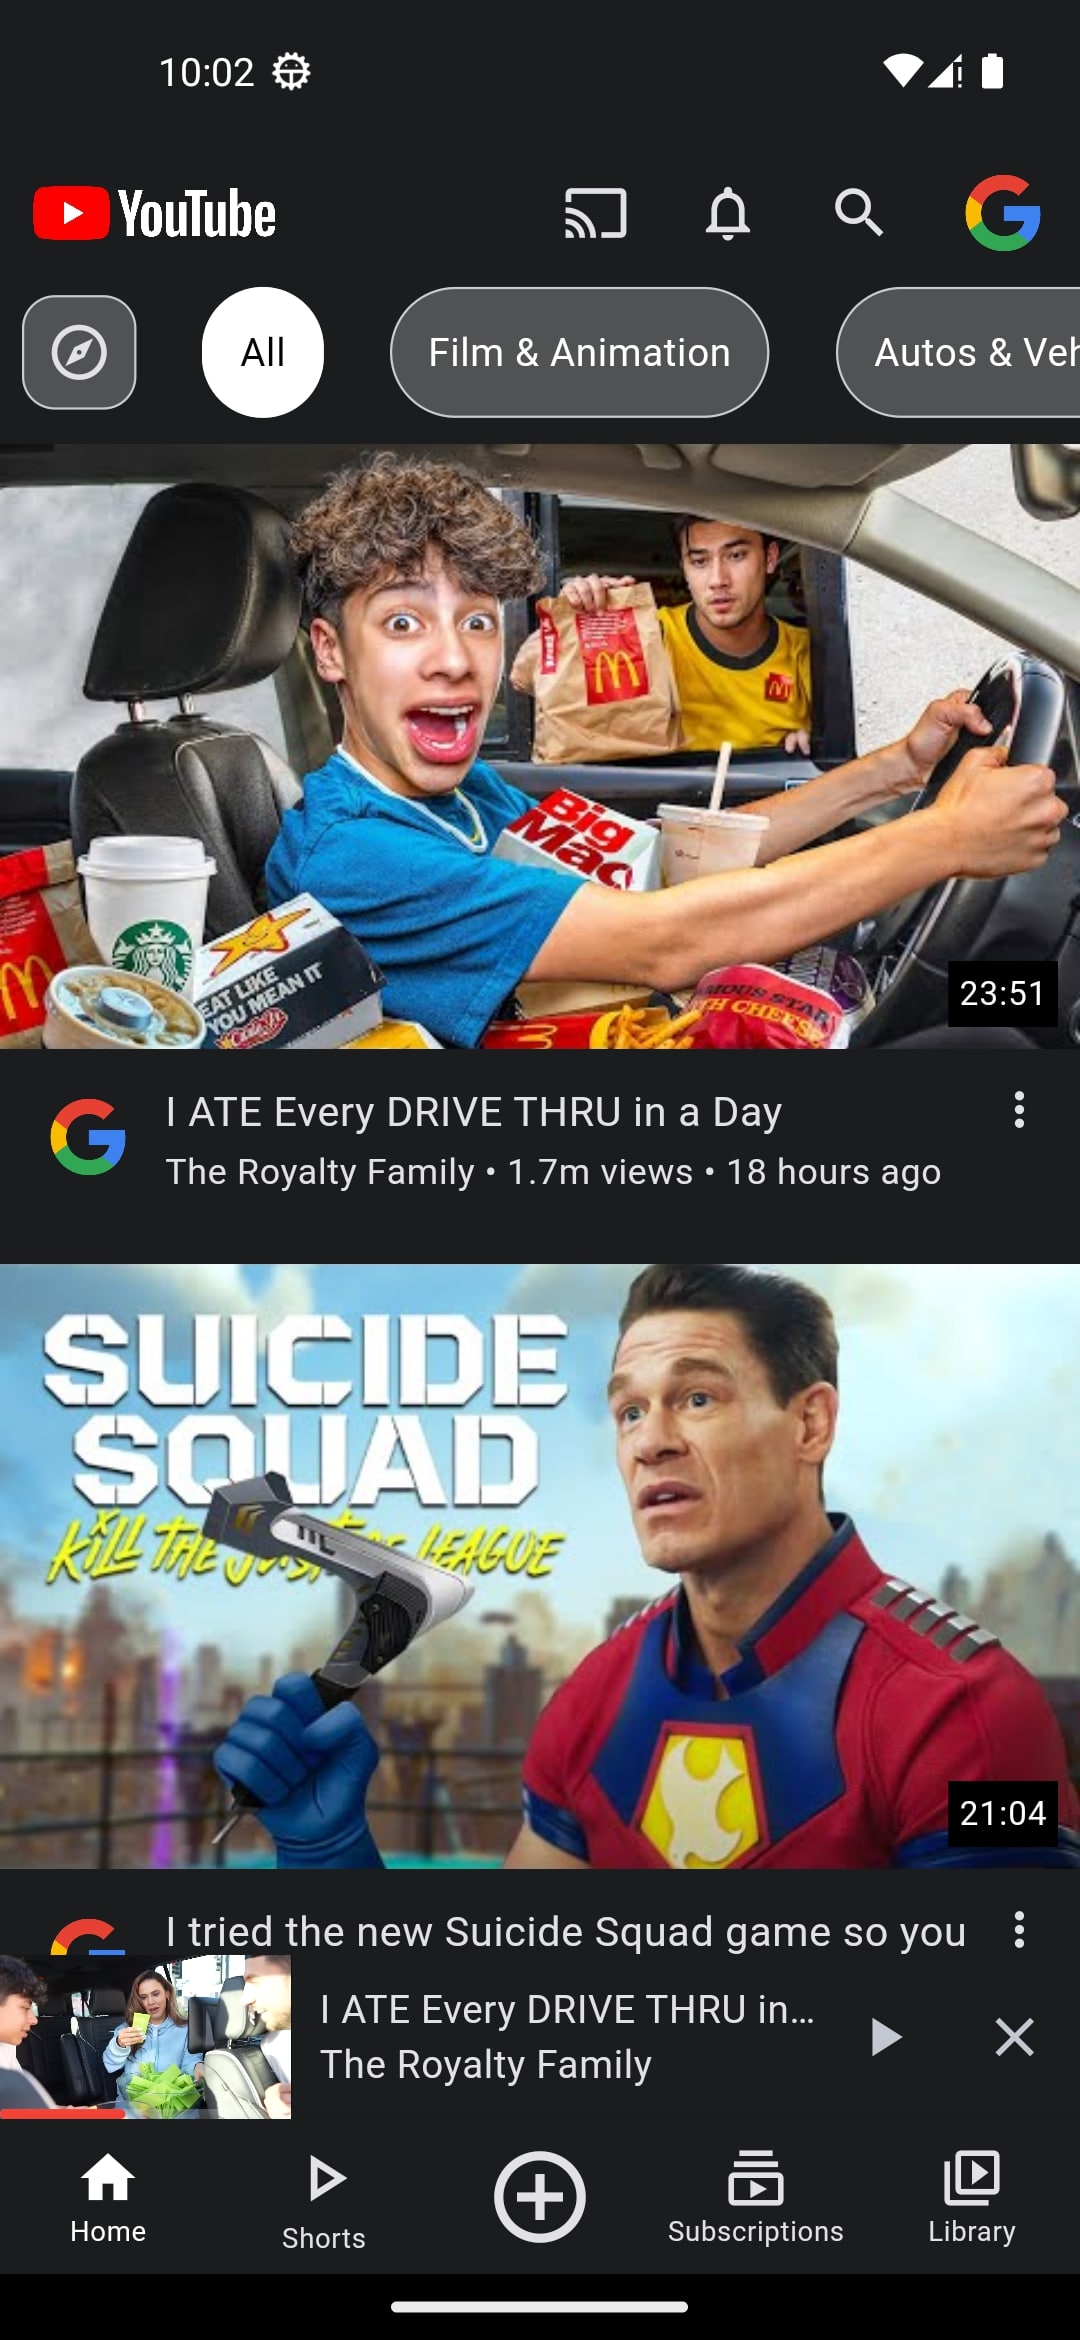 10:02
YouTube
All
Film & Animation
Autos & Veh
Big
Mac
EAT LIKE
YOU MEAN IT
23:51
I ATE Every DRIVE THRU in a Day
The Royalty Family • 1.7m views • 18 hours ago
SUICIDE
SQUAD
KILL THE JUSTICE LEAGUE
21:04
I tried the new Suicide Squad game so you
I ATE Every DRIVE THRU in...
The Royalty Family
Home
Shorts
Subscriptions
Library